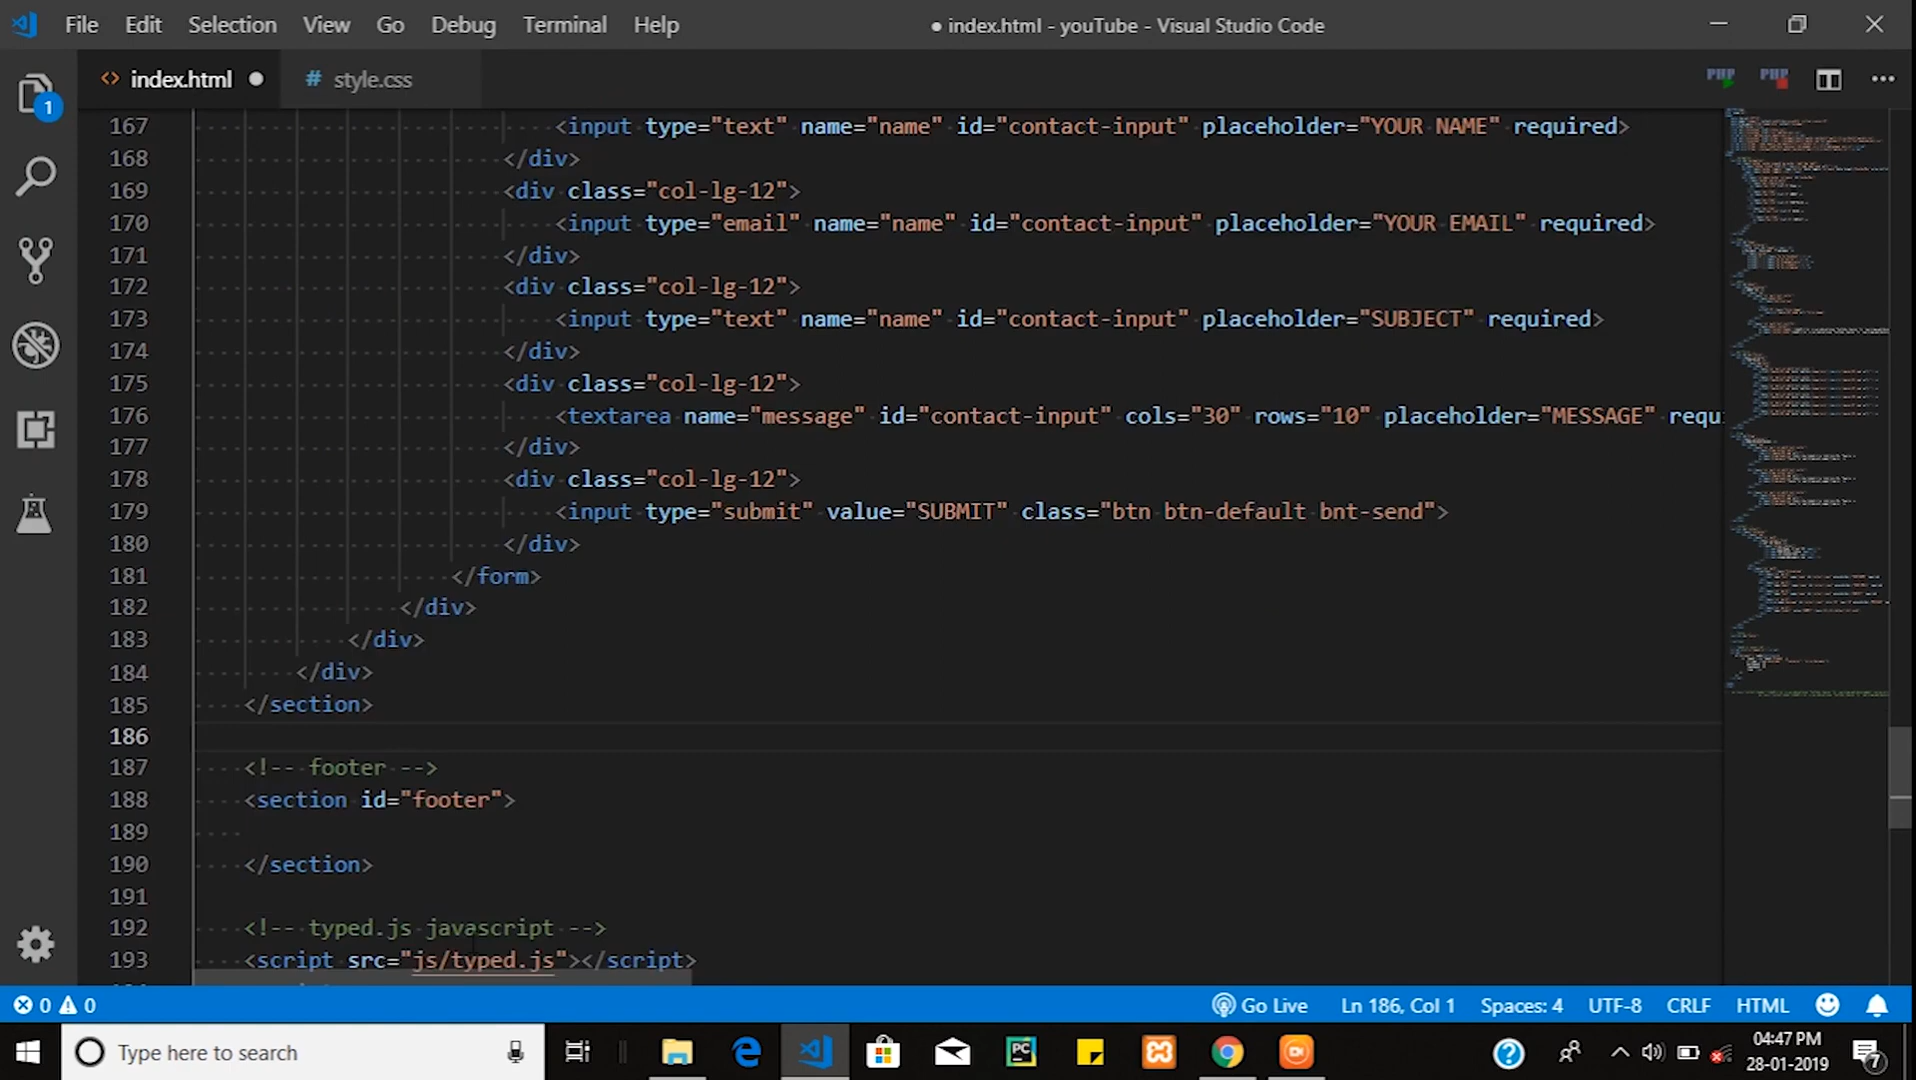 File Edit Selection View Go Debug Terminal Help
● index.html - youTube - Visual Studio Code
index.html
# style.css
PHP PHP
1
167 <input type="text" name="name" id="contact-input" placeholder="YOUR NAME" required>
168 </div>
169 <div class="col-lg-12">
170 <input type="email" name="name" id="contact-input" placeholder="YOUR EMAIL" required>
171 </div>
172 <div class="col-lg-12">
173 <input type="text" name="name" id="contact-input" placeholder="SUBJECT" required>
174 </div>
175 <div class="col-lg-12">
176 <textarea name="message" id="contact-input" cols="30" rows="10" placeholder="MESSAGE" requ
177 </div>
178 <div class="col-lg-12">
179 <input type="submit" value="SUBMIT" class="btn btn-default bnt-send">
180 </div>
181 </form>
182 </div>
183 </div>
184 </div>
185 </section>
186
187 <!-- footer -->
188 <section id="footer">
189
190 </section>
191
192 <!-- typed.js javascript -->
193 <script src="js/typed.js"></script>
0 0
Go Live Ln 186, Col 1 Spaces: 4 UTF-8 CRLF HTML
Type here to search
PC
04:47 PM
28-01-2019
7